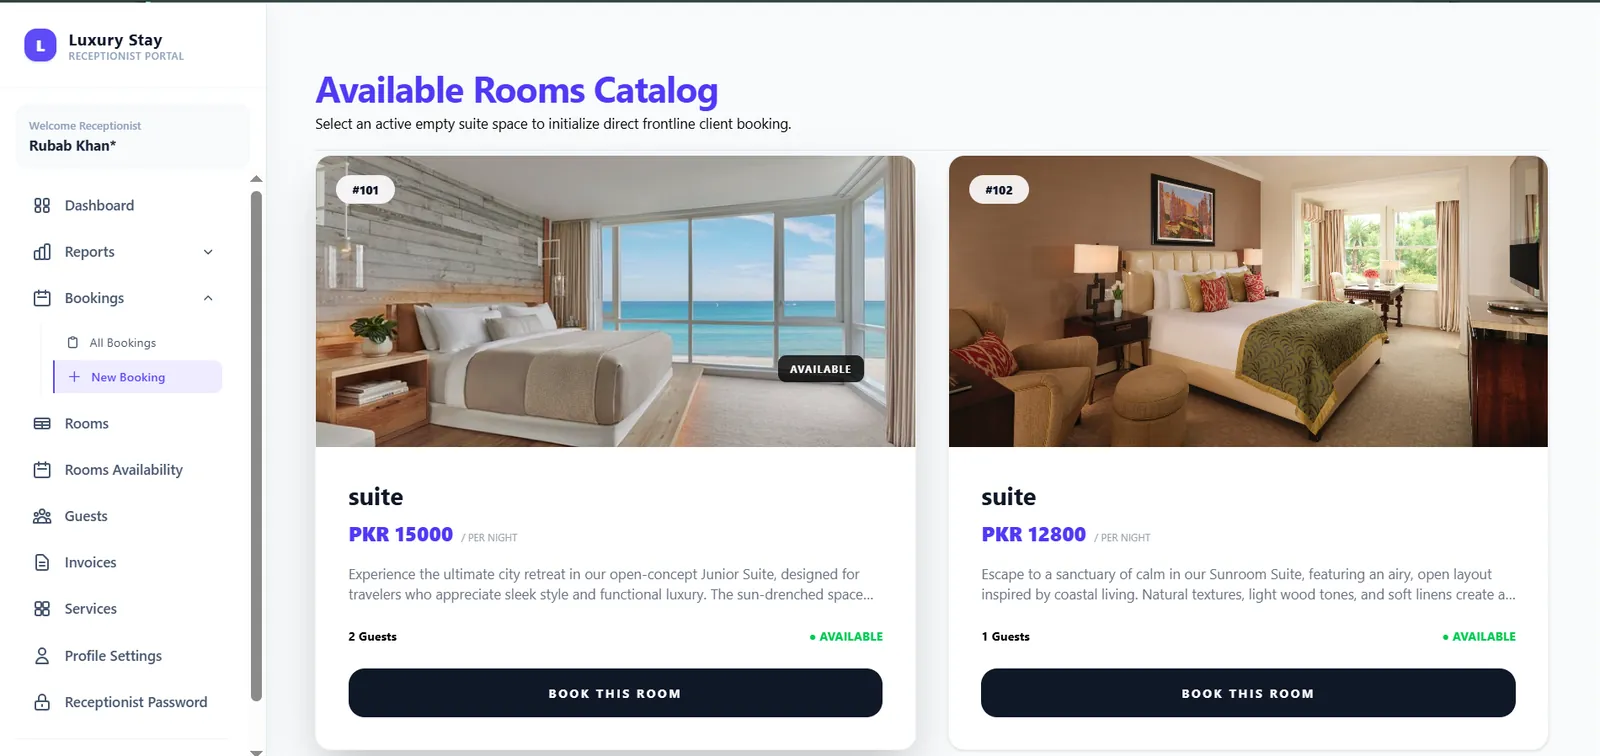 L
Luxury Stay
RECEPTIONIST PORTAL
Welcome Receptionist
Rubab Khan*
Dashboard
Reports
Bookings
All Bookings
New Booking
Rooms
Rooms Availability
Guests
Invoices
Services
Profile Settings
Receptionist Password
Available Rooms Catalog
Select an active empty suite space to initialize direct frontline client booking.
#101
AVAILABLE
suite
PKR 15000 / PER NIGHT
Experience the ultimate city retreat in our open-concept Junior Suite, designed for
travelers who appreciate sleek style and functional luxury. The sun-drenched space...
2 Guests
• AVAILABLE
BOOK THIS ROOM
#102
suite
PKR 12800 / PER NIGHT
Escape to a sanctuary of calm in our Sunroom Suite, featuring an airy, open layout
inspired by coastal living. Natural textures, light wood tones, and soft linens create a...
1 Guests
• AVAILABLE
BOOK THIS ROOM